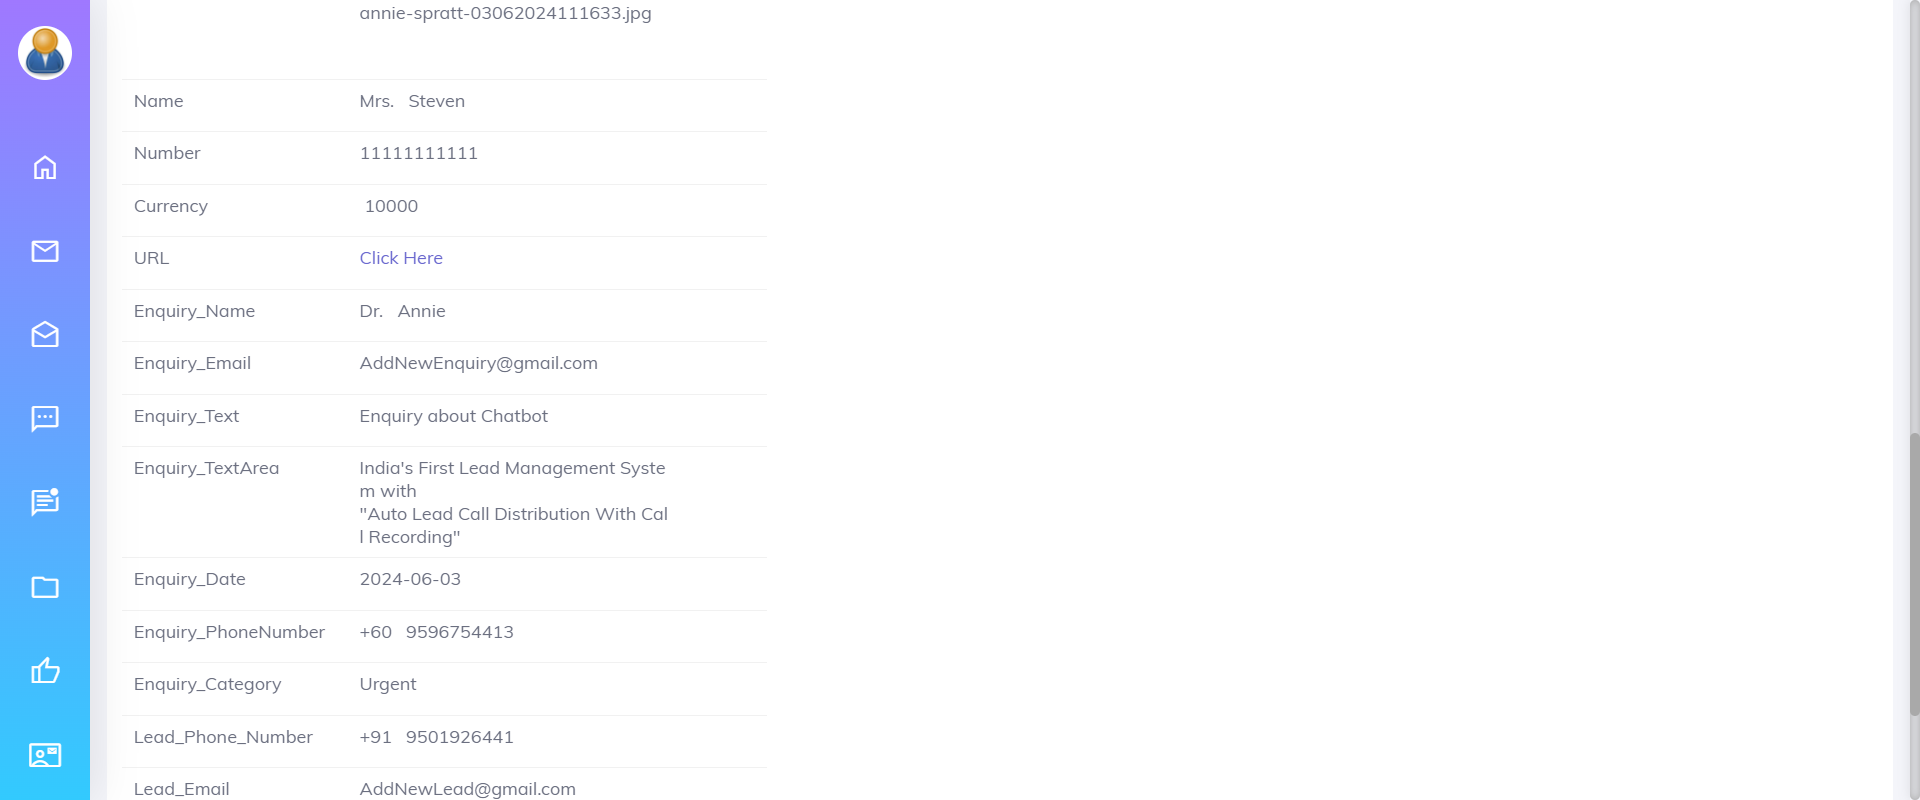 annie-spratt-03062024111633.jpg
Name Mrs. Steven
Number 11111111111
Currency 10000
URL Click Here
Enquiry_Name Dr. Annie
Enquiry_Email AddNewEnquiry@gmail.com
Enquiry_Text Enquiry about Chatbot
Enquiry_TextArea India's First Lead Management Syste
m with
"Auto Lead Call Distribution With Cal
l Recording"
Enquiry_Date 2024-06-03
Enquiry_PhoneNumber +60 9596754413
Enquiry_Category Urgent
Lead_Phone_Number +91 9501926441
Lead_Email AddNewLead@gmail.com